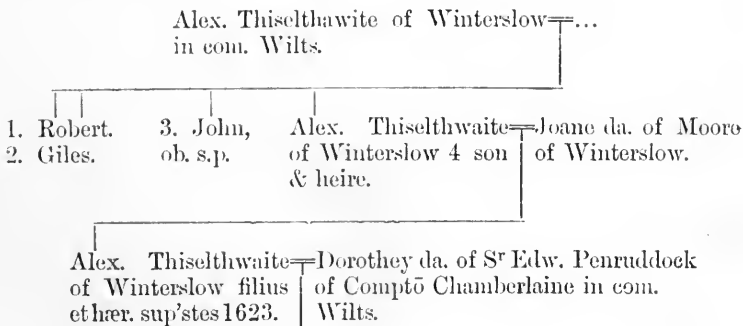 Alex. Thiselthawite of Winterslow=...
in com. Wilts.
1. Robert.
2. Giles.
3. John,
ob. s.p.
Alex. Thiselthwaite
of Winterslow 4 son
& heire.
=Joane da. of Moore
of Winterslow.
Alex. Thiselthwaite
of Winterslow filius
et hær. sup'stes 1623.
=Dorothey da. of Sʳ Edw. Penruddock
of Comptō Chamberlaine in com.
Wilts.